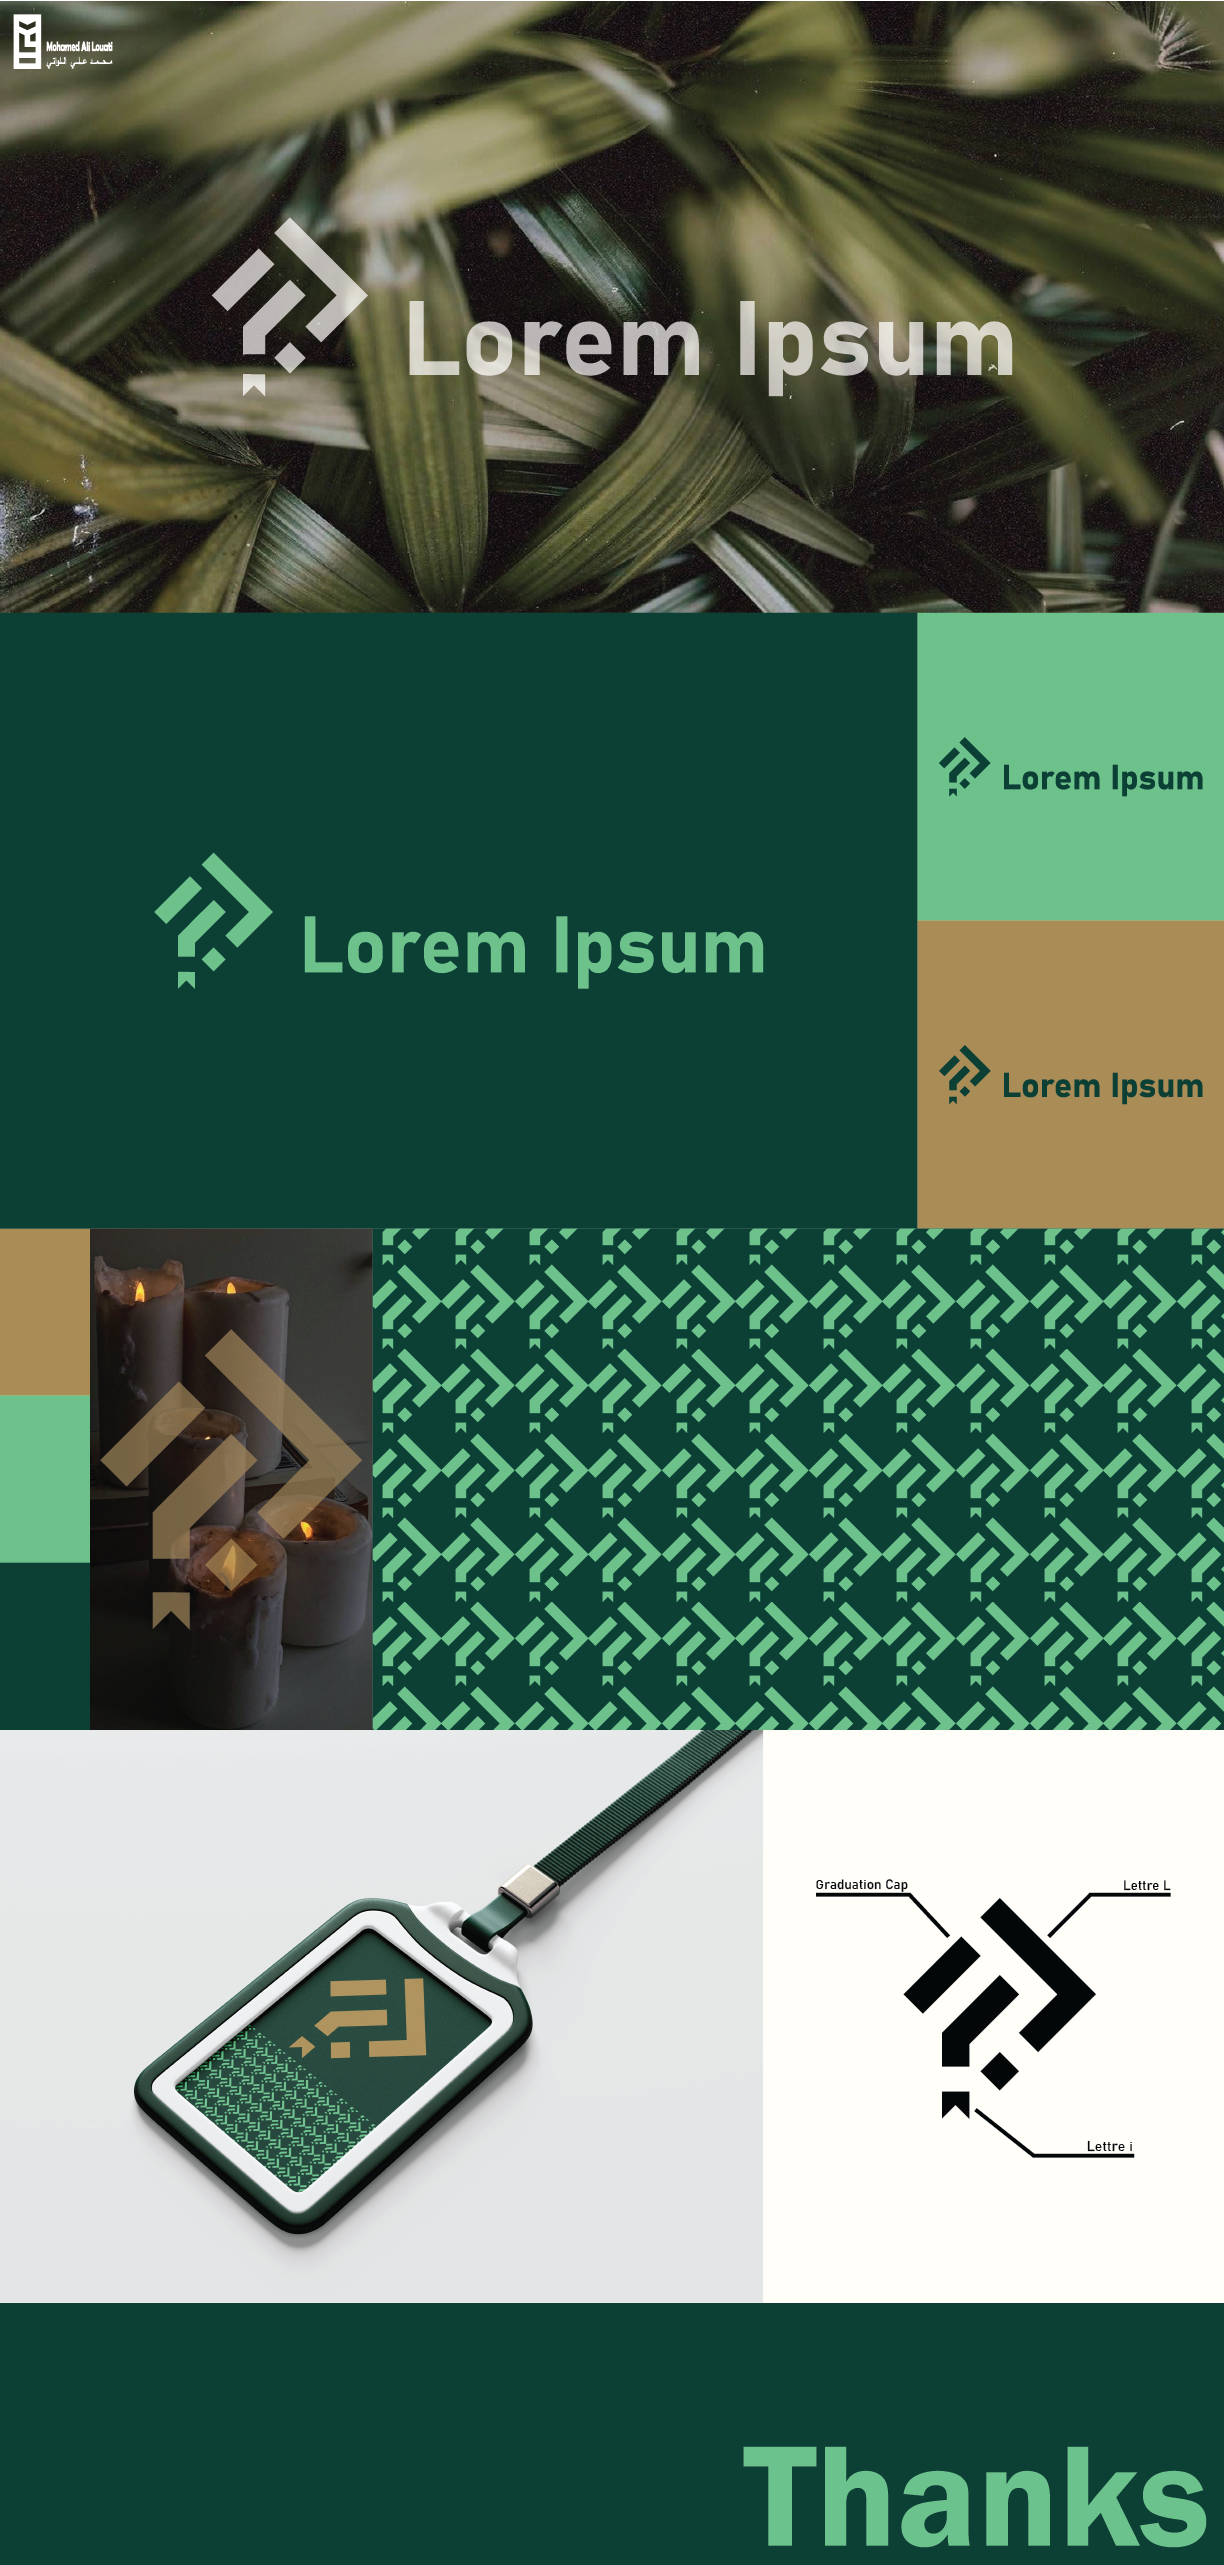 Mohamed Ali Louati
محمد علي اللواتي
Lorem Ipsum
Lorem Ipsum
Lorem Ipsum
Lorem Ipsum
Graduation Cap
Lettre L
Lettre i
Thanks